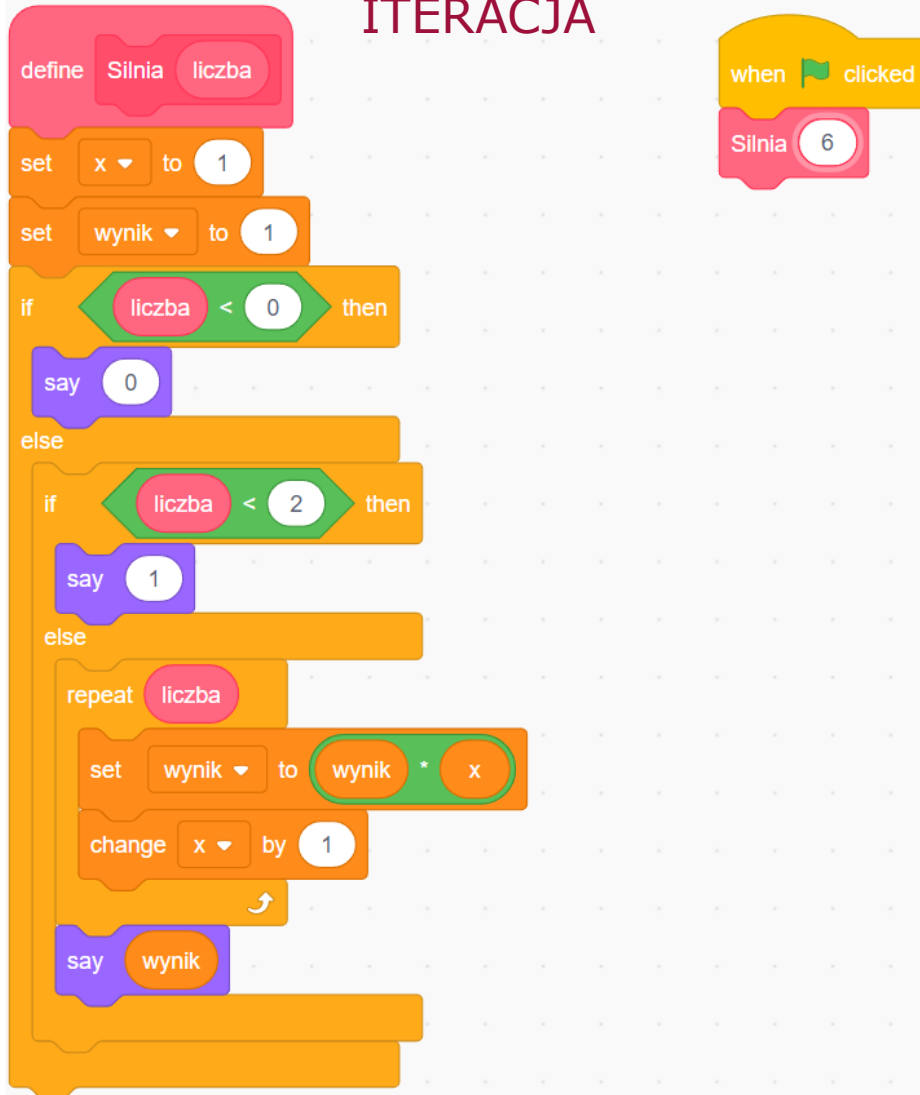 ITERACJA
define Silnia liczba
set x to 1
set wynik to 1
if liczba < 0 then
say 0
else
if liczba < 2 then
say 1
else
repeat liczba
set wynik to wynik * x
change x by 1
say wynik
when clicked
Silnia 6